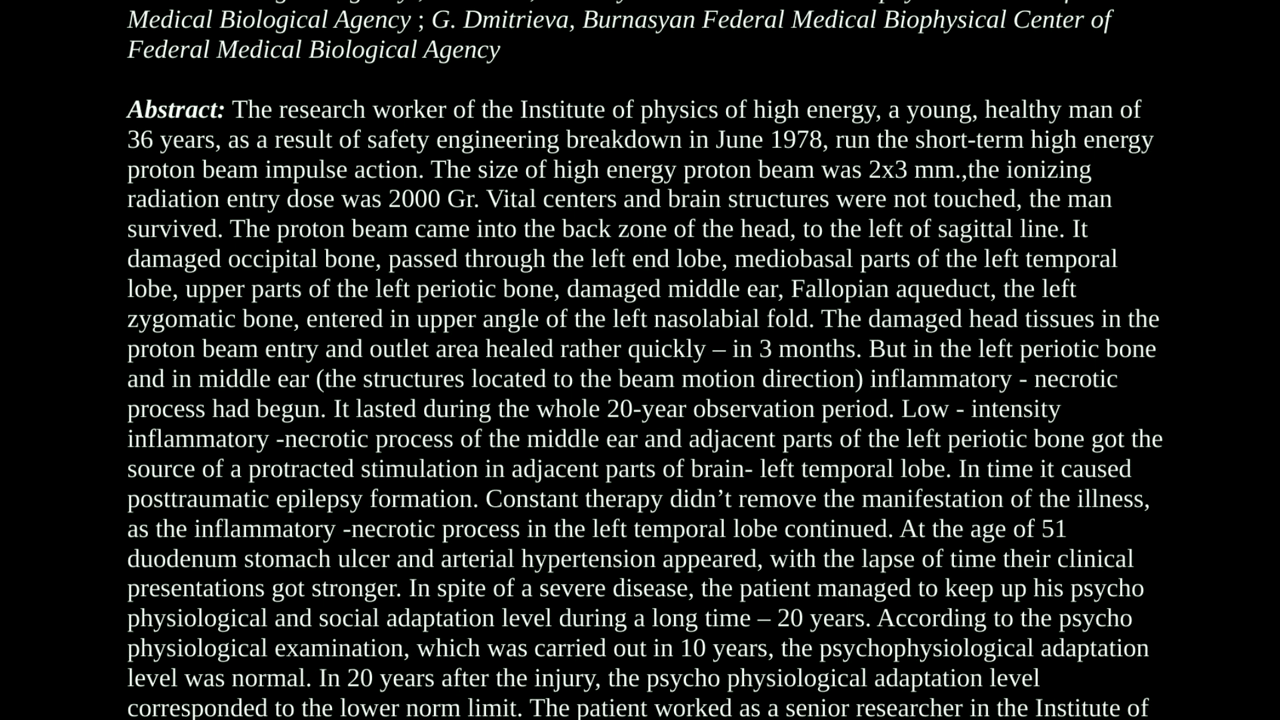 Medical Biological Agency ; G. Dmitrieva, Burnasyan Federal Medical Biophysical Center of
Federal Medical Biological Agency
Abstract: The research worker of the Institute of physics of high energy, a young, healthy man of
36 years, as a result of safety engineering breakdown in June 1978, run the short-term high energy
proton beam impulse action. The size of high energy proton beam was 2x3 mm.,the ionizing
radiation entry dose was 2000 Gr. Vital centers and brain structures were not touched, the man
survived. The proton beam came into the back zone of the head, to the left of sagittal line. It
damaged occipital bone, passed through the left end lobe, mediobasal parts of the left temporal
lobe, upper parts of the left periotic bone, damaged middle ear, Fallopian aqueduct, the left
zygomatic bone, entered in upper angle of the left nasolabial fold. The damaged head tissues in the
proton beam entry and outlet area healed rather quickly – in 3 months. But in the left periotic bone
and in middle ear (the structures located to the beam motion direction) inflammatory - necrotic
process had begun. It lasted during the whole 20-year observation period. Low - intensity
inflammatory -necrotic process of the middle ear and adjacent parts of the left periotic bone got the
source of a protracted stimulation in adjacent parts of brain- left temporal lobe. In time it caused
posttraumatic epilepsy formation. Constant therapy didn’t remove the manifestation of the illness,
as the inflammatory -necrotic process in the left temporal lobe continued. At the age of 51
duodenum stomach ulcer and arterial hypertension appeared, with the lapse of time their clinical
presentations got stronger. In spite of a severe disease, the patient managed to keep up his psycho
physiological and social adaptation level during a long time – 20 years. According to the psycho
physiological examination, which was carried out in 10 years, the psychophysiological adaptation
level was normal. In 20 years after the injury, the psycho physiological adaptation level
corresponded to the lower norm limit. The patient worked as a senior researcher in the Institute of